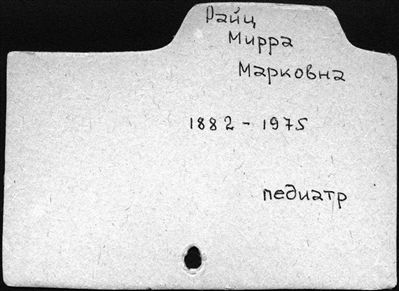 Райц
Мирра
Марковна
1882 - 1975
педиатр